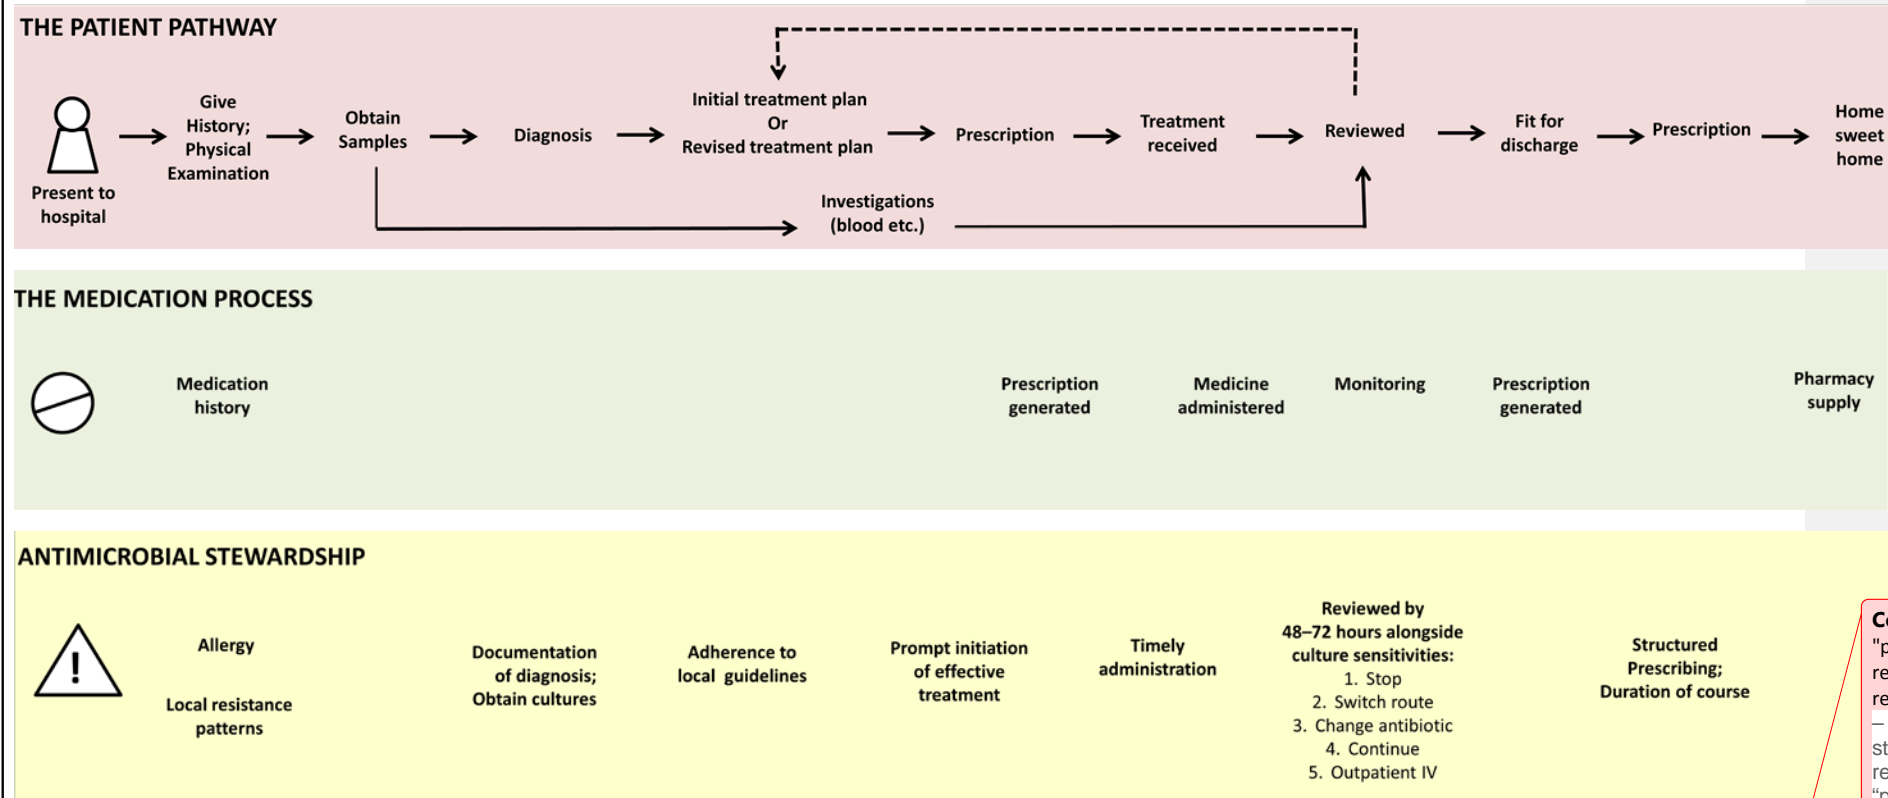 THE PATIENT PATHWAY
Present to
hospital
Give
History;
Physical
Examination
Obtain
Samples
Diagnosis
Initial treatment plan
Or
Revised treatment plan
Prescription
Treatment
received
Reviewed
Fit for
discharge
Prescription
Home
sweet
home
Investigations
(blood etc.)
THE MEDICATION PROCESS
Medication
history
Prescription
generated
Medicine
administered
Monitoring
Prescription
generated
Pharmacy
supply
ANTIMICROBIAL STEWARDSHIP
!
Allergy
Local resistance
patterns
Documentation
of diagnosis;
Obtain cultures
Adherence to
local guidelines
Prompt initiation
of effective
treatment
Timely
administration
Reviewed by
48–72 hours alongside
culture sensitivities:
1. Stop
2. Switch route
3. Change antibiotic
4. Continue
5. Outpatient IV
Structured
Prescribing;
Duration of course